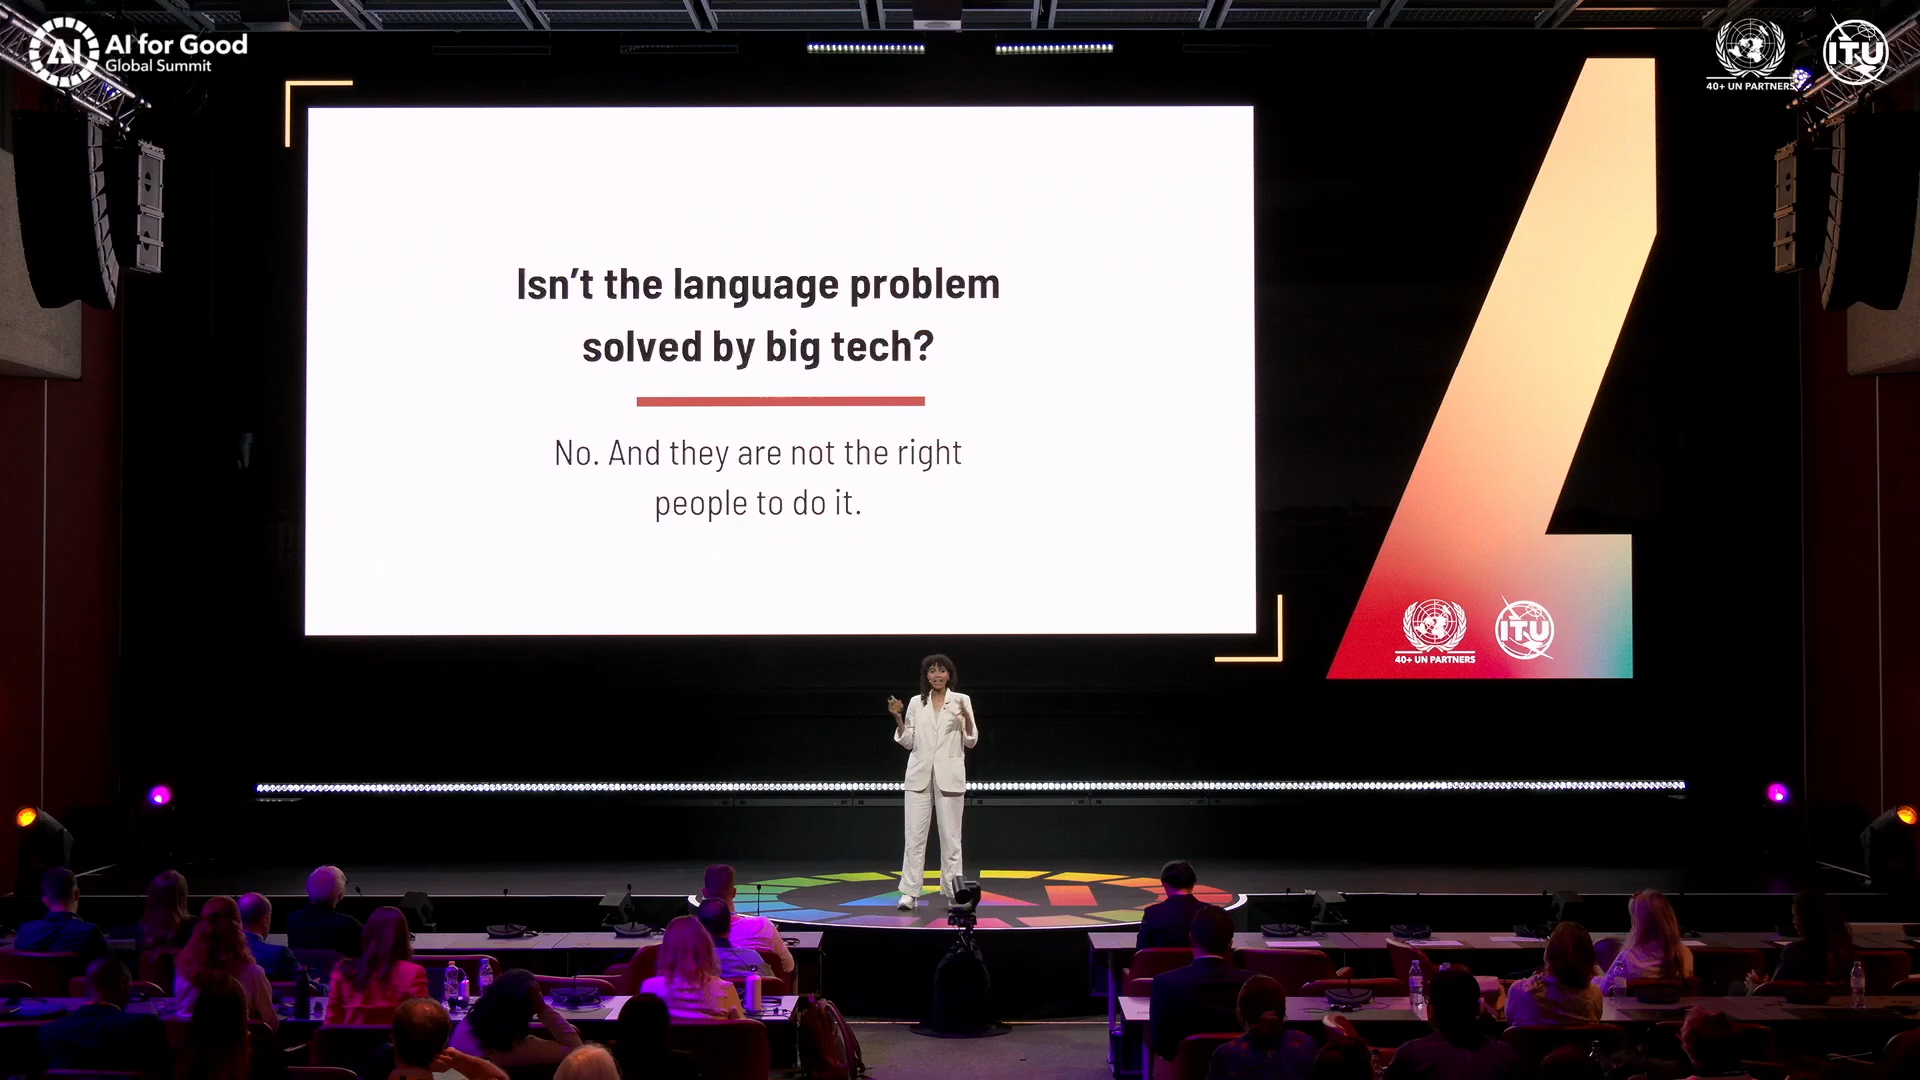 AI for Good
Global Summit
40+ UN PARTNERS
ITU
Isn't the language problem
solved by big tech?
No. And they are not the right
people to do it.
40+ UN PARTNERS
ITU
AI